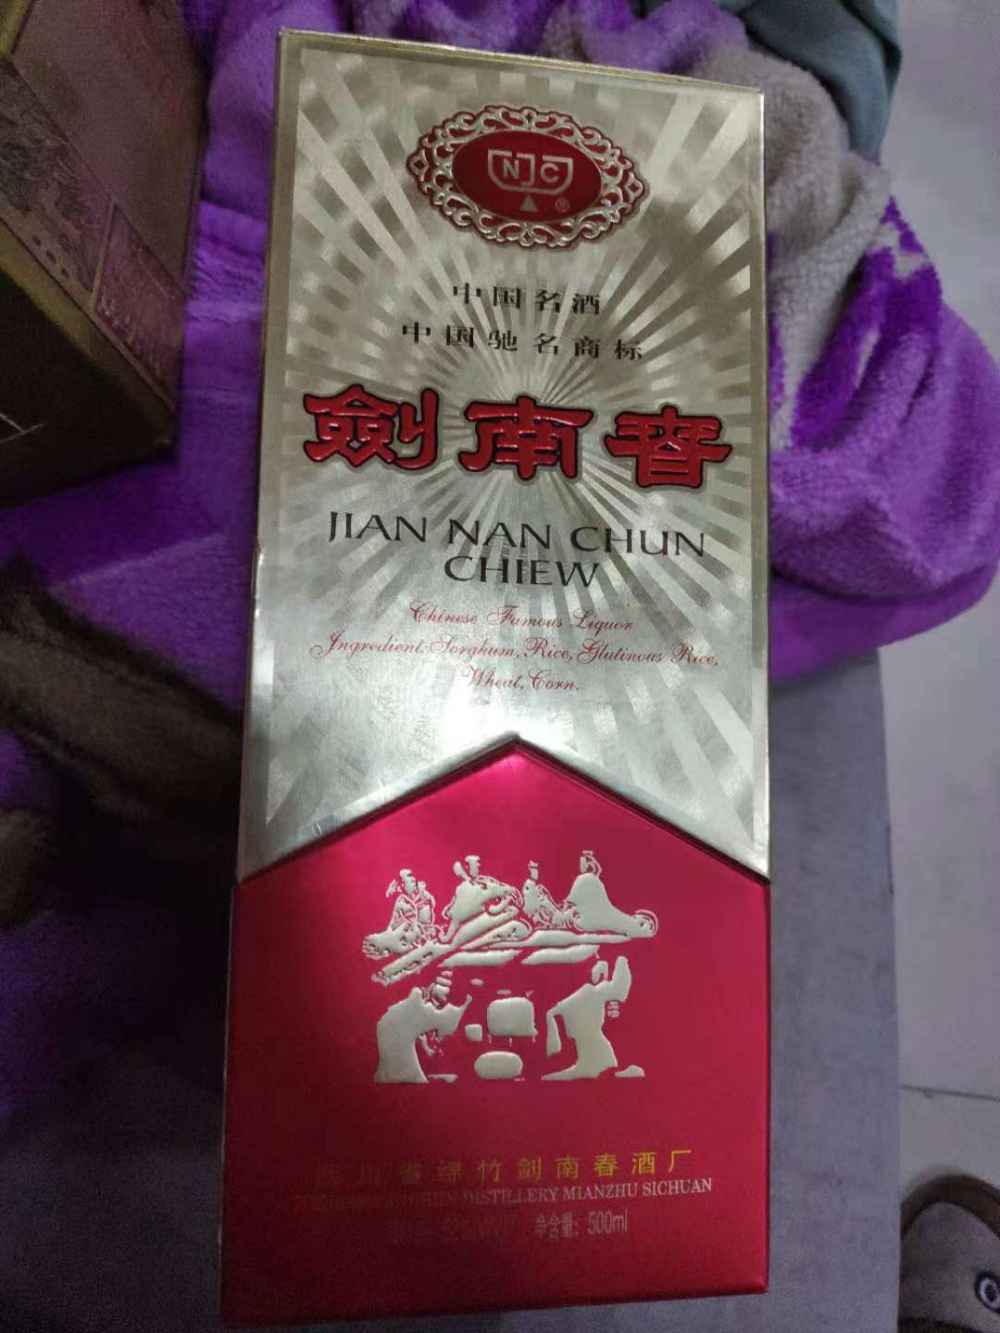 NJC
®
中国名酒
中国驰名商标
劍南春
JIAN NAN CHUN
CHIEW
Chinese Famous Liquor
Ingredient:Sorghum, Rice, Glutinous Rice,
Wheat, Corn.
省绵竹剑南春酒厂
DISTILLERY MIANZHU SICHUAN
净含量: 500ml